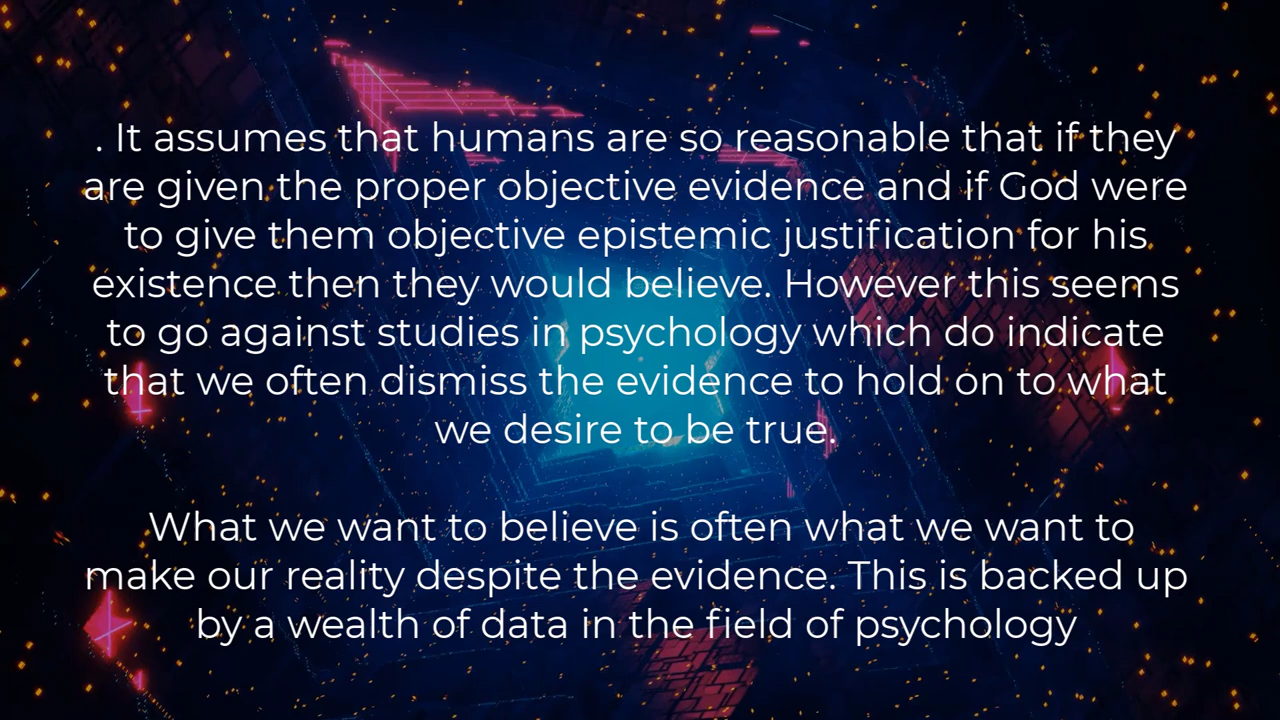 . It assumes that humans are so reasonable that if they
are given the proper objective evidence and if God were
to give them objective epistemic justification for his
existence then they would believe. However this seems
to go against studies in psychology which do indicate
that we often dismiss the evidence to hold on to what
we desire to be true.
What we want to believe is often what we want to
make our reality despite the evidence. This is backed up
by a wealth of data in the field of psychology